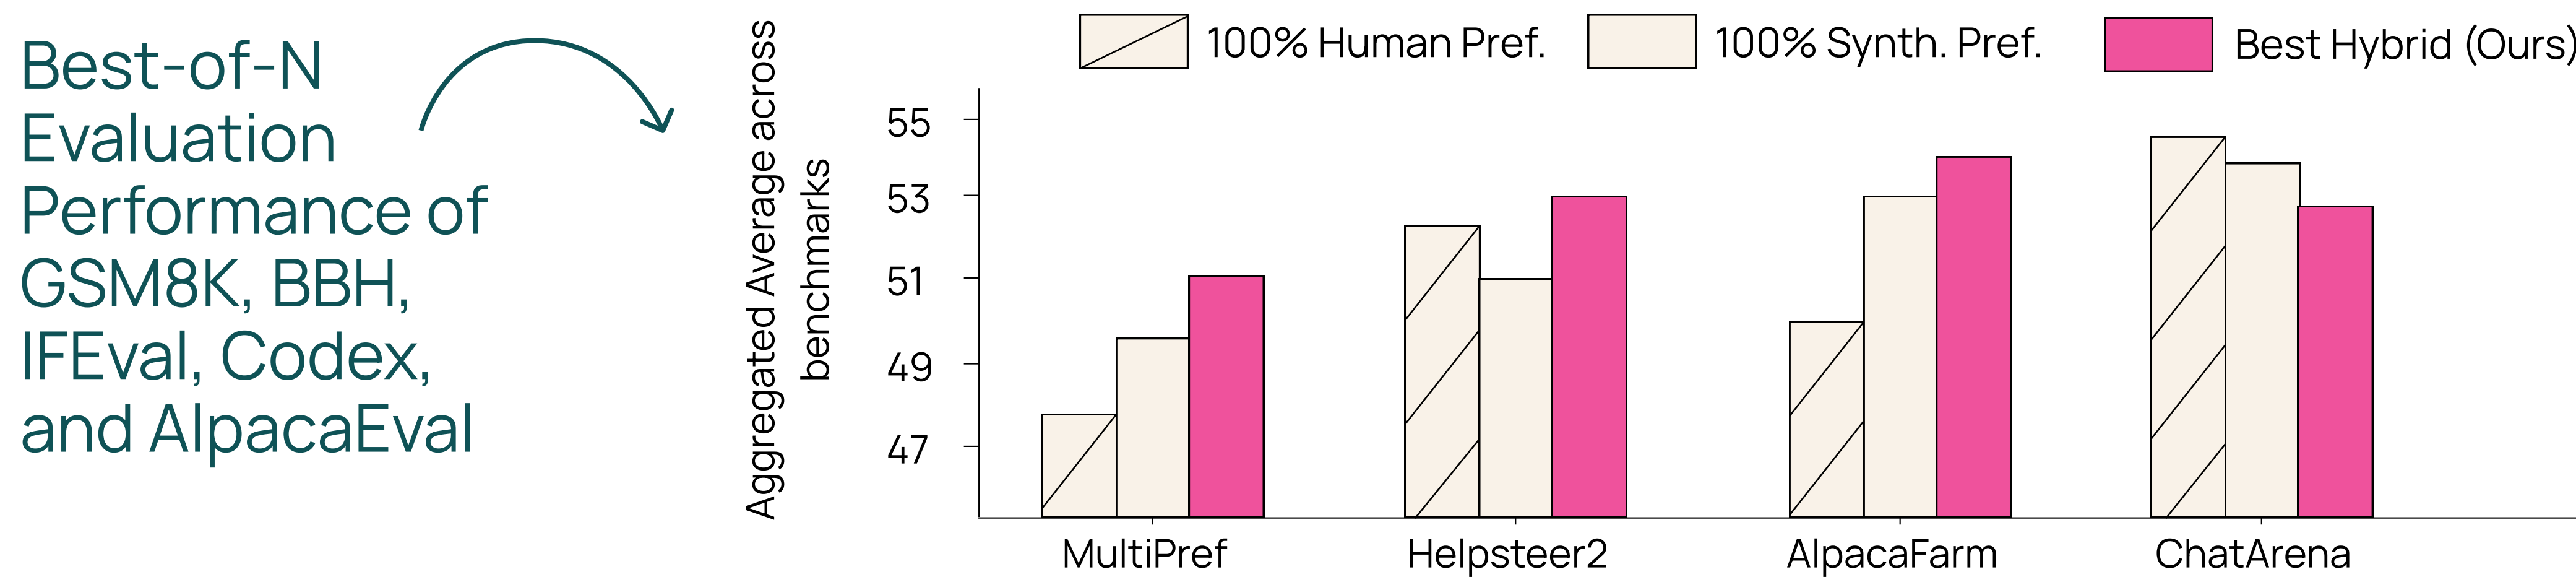 Best-of-N
Evaluation
Performance of
GSM8K, BBH,
IFEval, Codex,
and AlpacaEval
Aggregated Average across
benchmarks
100% Human Pref.
100% Synth. Pref.
Best Hybrid (Ours)
55
53
51
49
47
MultiPref
Helpsteer2
AlpacaFarm
ChatArena